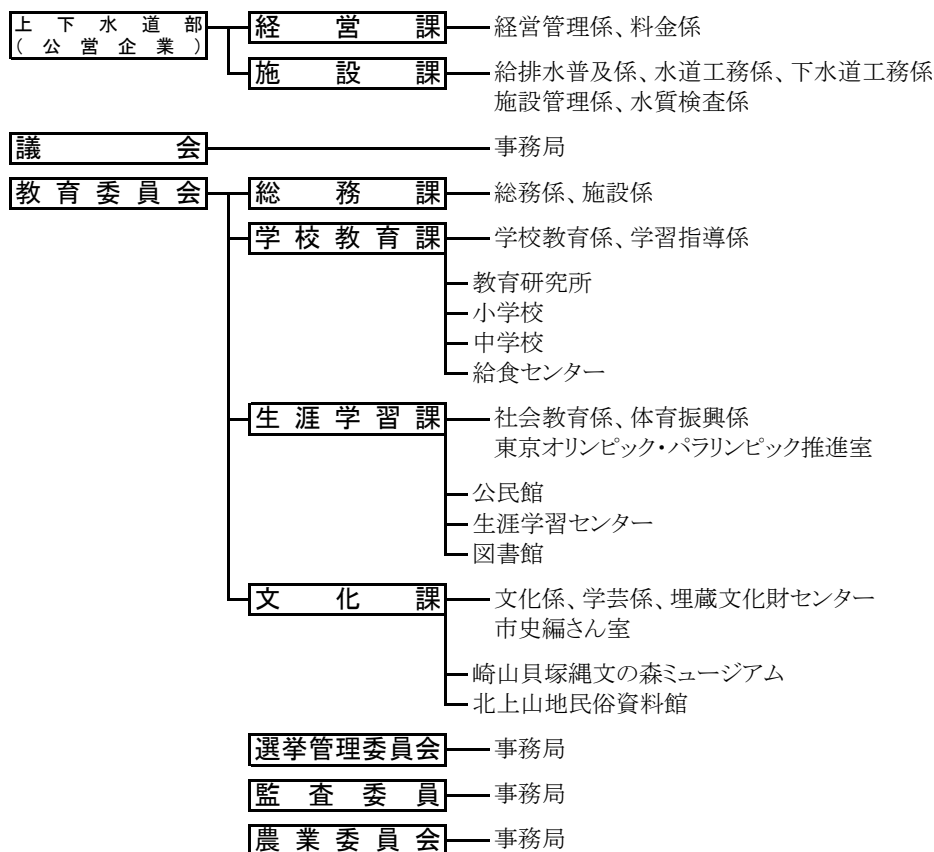 上下水道部
(公営企業)
経営課
経営管理係、料金係
施設課
給排水普及係、水道工務係、下水道工務係
施設管理係、水質検査係
議会
事務局
教育委員会
総務課
総務係、施設係
学校教育課
学校教育係、学習指導係
教育研究所
小学校
中学校
給食センター
生涯学習課
社会教育係、体育振興係
東京オリンピック・パラリンピック推進室
公民館
生涯学習センター
図書館
文化課
文化係、学芸係、埋蔵文化財センター
市史編さん室
崎山貝塚縄文の森ミュージアム
北上山地民俗資料館
選挙管理委員会
事務局
監査委員
事務局
農業委員会
事務局